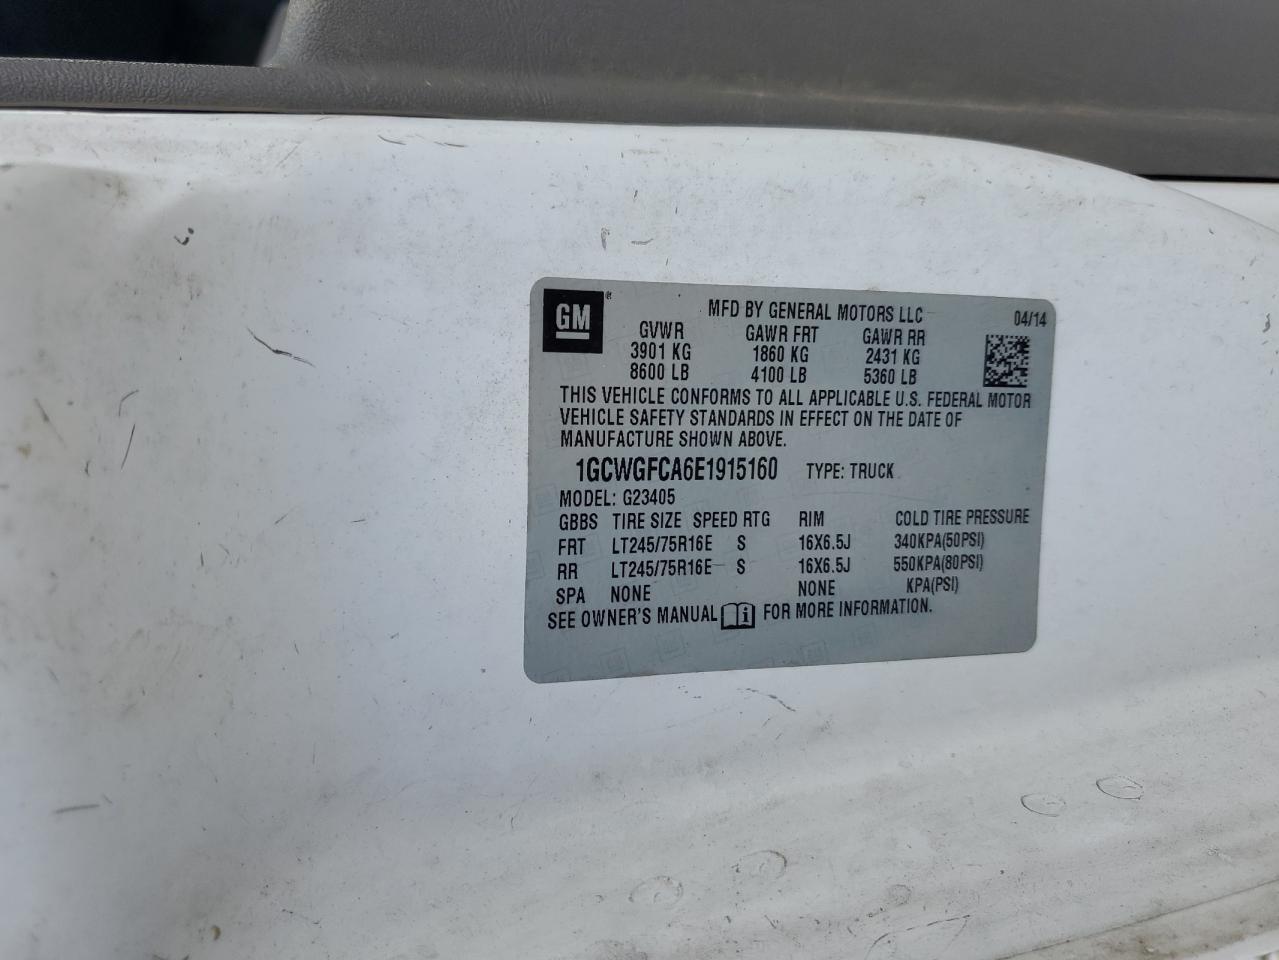 GM ®
MFD BY GENERAL MOTORS LLC 04/14
GVWR GAWR FRT GAWR RR
3901 KG 1860 KG 2431 KG
8600 LB 4100 LB 5360 LB
THIS VEHICLE CONFORMS TO ALL APPLICABLE U.S. FEDERAL MOTOR
VEHICLE SAFETY STANDARDS IN EFFECT ON THE DATE OF
MANUFACTURE SHOWN ABOVE.
1GCWGFCA6E1915160 TYPE: TRUCK
MODEL: G23405
GBBS TIRE SIZE SPEED RTG RIM COLD TIRE PRESSURE
FRT LT245/75R16E S 16X6.5J 340KPA(50PSI)
RR LT245/75R16E S 16X6.5J 550KPA(80PSI)
SPA NONE NONE KPA(PSI)
SEE OWNER'S MANUAL i FOR MORE INFORMATION.